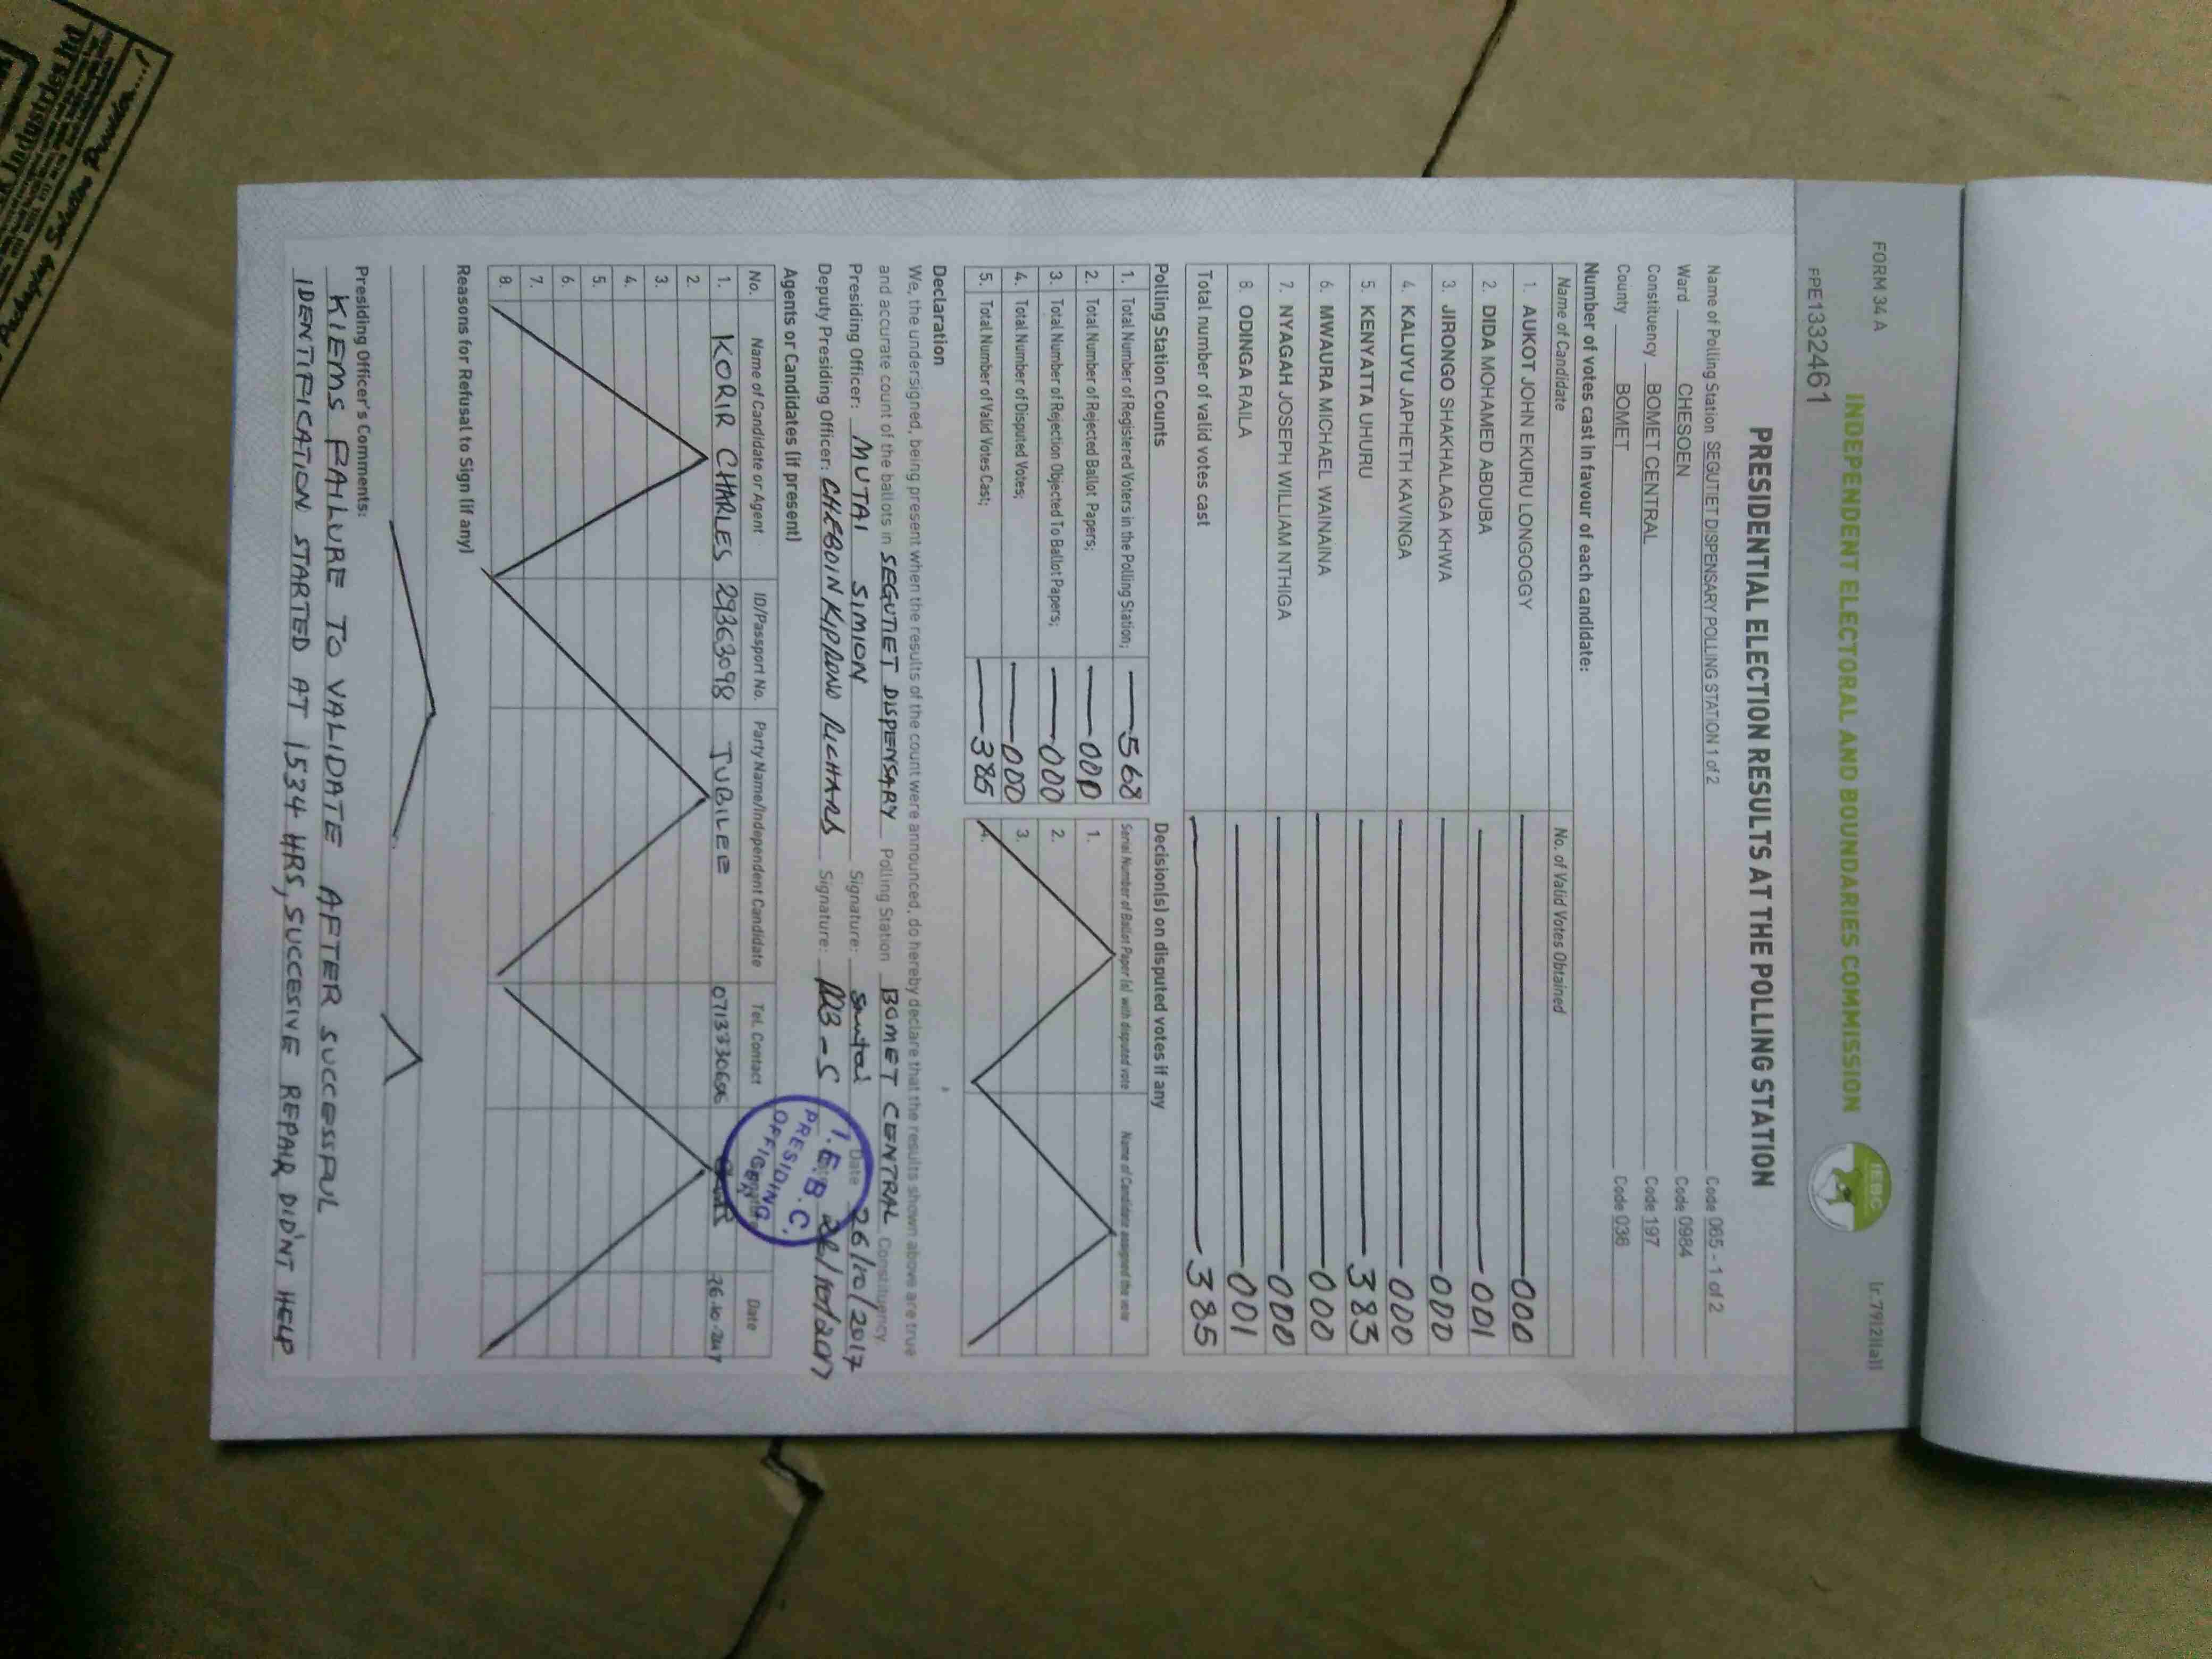 FORM 34 A
(r.79(2)(a))
INDEPENDENT ELECTORAL AND BOUNDARIES COMMISSION
IEBC
PPE1332461
PRESIDENTIAL ELECTION RESULTS AT THE POLLING STATION
Name of Polling Station SEGUTIET DISPENSARY POLLING STATION 1 of 2 Code 065 - 1 of 2
Ward CHESOEN Code 0984
Constituency BOMET CENTRAL Code 197
County BOMET Code 036
Number of votes cast in favour of each candidate:
Name of Candidate No. of Valid Votes Obtained
1. AUKOT JOHN EKURU LONGOGGY 000
2. DIDA MOHAMED ABDUBA 001
3. JIRONGO SHAKHALAGA KHWA 000
4. KALUYU JAPHETH KAVINGA 000
5. KENYATTA UHURU 383
6. MWAURA MICHAEL WAINAINA 000
7. NYAGAH JOSEPH WILLIAM NTHIGA 000
8. ODINGA RAILA 001
Total number of valid votes cast 385
Polling Station Counts
1. Total Number of Registered Voters in the Polling Station; 568
2. Total Number of Rejected Ballot Papers; 000
3. Total Number of Rejection Objected To Ballot Papers; 000
4. Total Number of Disputed Votes; 000
5. Total Number of Valid Votes Cast; 385
Decision(s) on disputed votes if any
Serial Number of Ballot Paper (s) with disputed vote Name of Candidate assigned the vote
1.
2.
3.
4.
Declaration
We, the undersigned, being present when the results of the count were announced, do hereby declare that the results shown above are true
and accurate count of the ballots in SEGUTIET DISPENSARY Polling Station BOMET CENTRAL Constituency.
Presiding Officer: MUTAI SIMION Signature: Smutai Date 26/10/2017
Deputy Presiding Officer: CHEBOIN KIPRONO RICHARD Signature: 26/10/2017
I.E.B.C.
PRESIDING
OFFICER
Agents or Candidates (if present)
No. Name of Candidate or Agent ID/Passport No. Party Name/Independent Candidate Tel. Contact Signature Date
1. KORIR CHARLES 29363098 JUBILEE 26-10-2017
2.
3.
4.
5.
6.
7.
8.
Reasons for Refusal to Sign (if any)
Presiding Officer's Comments:
KIEMS FAILURE TO VALIDATE AFTER SUCCESSFUL
IDENTIFICATION STARTED AT 1534 HRS, SUCCESIVE REPAIR DIDN'T HELP
Industries Ltd